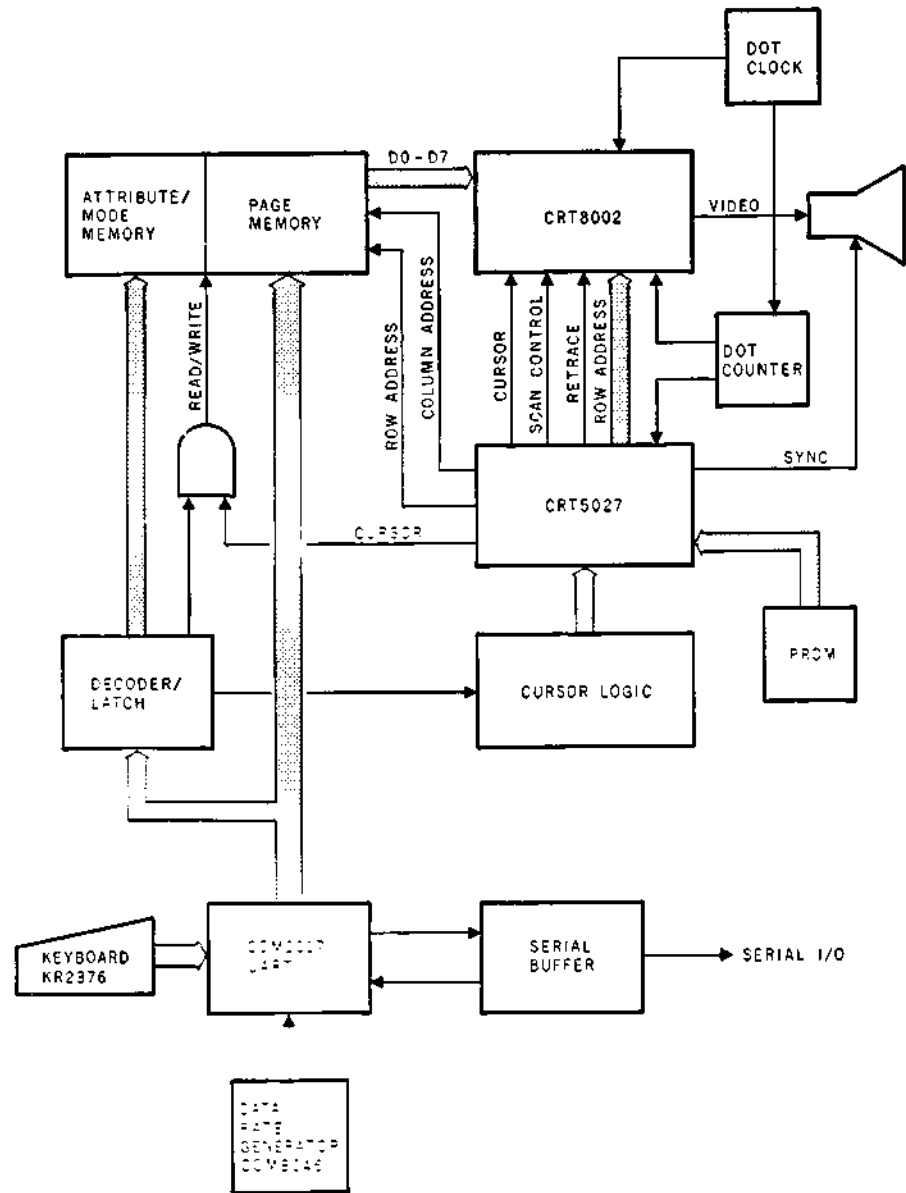 DOT
CLOCK
D0-D7
ATTRIBUTE/
MODE
MEMORY
PAGE
MEMORY
CRT8002
VIDEO
READ/WRITE
ROW ADDRESS
COLUMN ADDRESS
CURSOR
SCAN CONTROL
RETRACE
ROW ADDRESS
DOT
COUNTER
SYNC
CRT5027
CURSOR
PROM
DECODER/
LATCH
CURSOR LOGIC
KEYBOARD
KR2376
UART
SERIAL
BUFFER
SERIAL I/O
DATA
RATE
GENERATOR